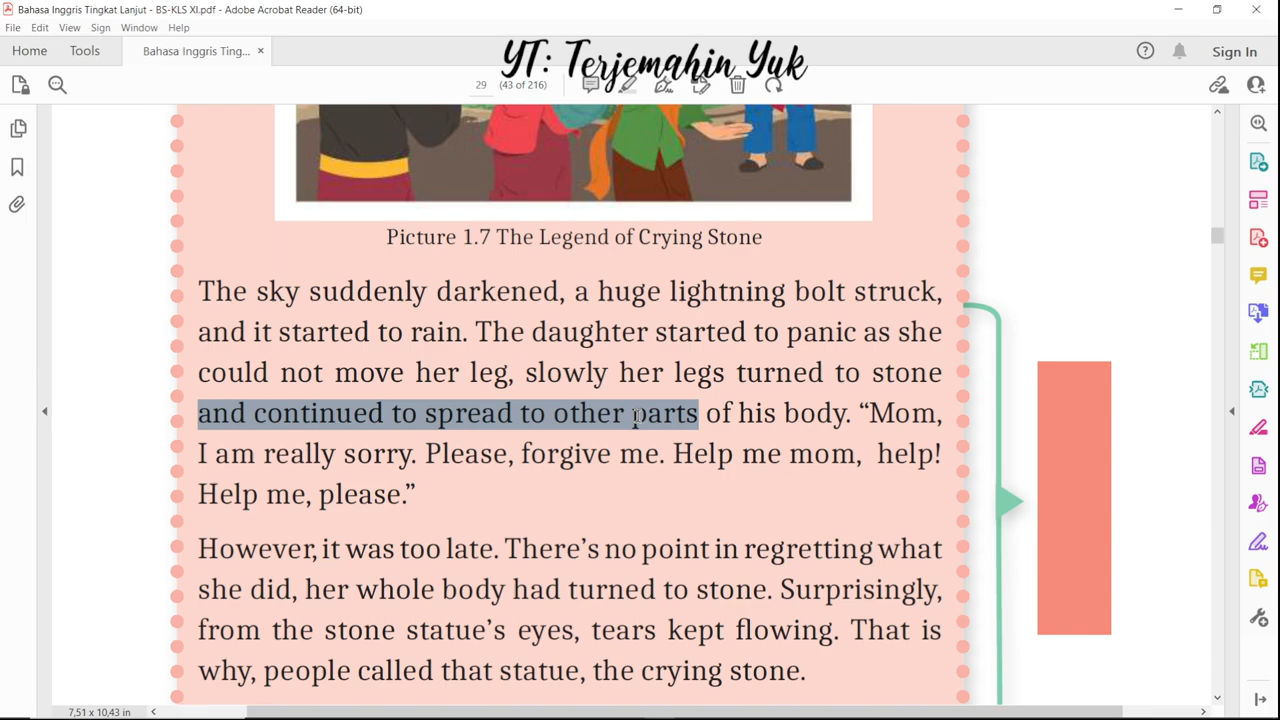 Bahasa Inggris Tingkat Lanjut - BS-KLS XI.pdf - Adobe Acrobat Reader (64-bit)
File Edit View Sign Window Help
Home Tools Bahasa Inggris Ting... × Sign In
YT: Terjemahin Yuk
29 (43 of 216)
Picture 1.7 The Legend of Crying Stone
The sky suddenly darkened, a huge lightning bolt struck,
and it started to rain. The daughter started to panic as she
could not move her leg, slowly her legs turned to stone
and continued to spread to other parts of his body. “Mom,
I am really sorry. Please, forgive me. Help me mom, help!
Help me, please.”
However, it was too late. There’s no point in regretting what
she did, her whole body had turned to stone. Surprisingly,
from the stone statue’s eyes, tears kept flowing. That is
why, people called that statue, the crying stone.
7,51 x 10,43 in